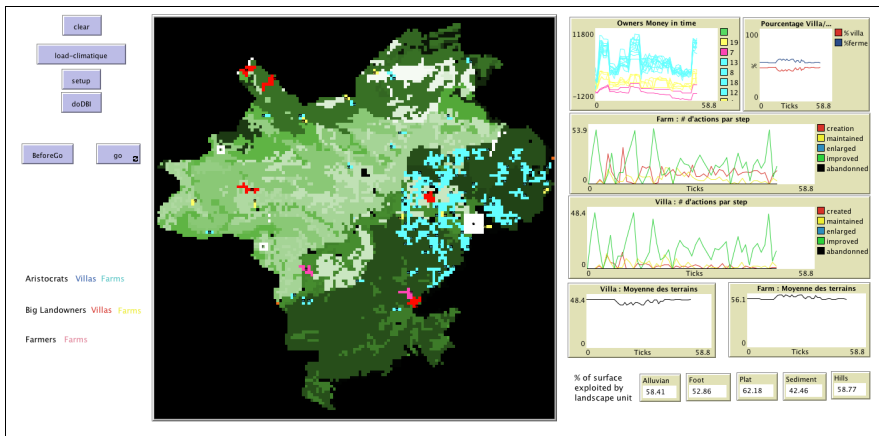 clear
load-climatique
setup
doDBI
BeforeGo
go
Aristocrats Villas Farms
Big Landowners Villas Farms
Farmers Farms
Owners Money in time
11800
-1200
0
58.8
19
7
13
8
18
12
Pourcentage Villa/...
100
%
0
0
Ticks
58.8
% villa
%ferme
Farm : # d'actions par step
53.9
0
0
Ticks
58.8
creation
maintained
enlarged
improved
abandonned
Villa : # d'actions par step
48.4
0
0
Ticks
58.8
created
maintained
enlarged
improved
abandonned
Villa : Moyenne des terrains
48.4
0
0
Ticks
58.8
Farm : Moyenne des terrains
56.1
0
0
Ticks
58.8
% of surface
exploited by
landscape unit
Alluvian
58.41
Foot
52.86
Plat
62.18
Sediment
42.46
Hills
58.77